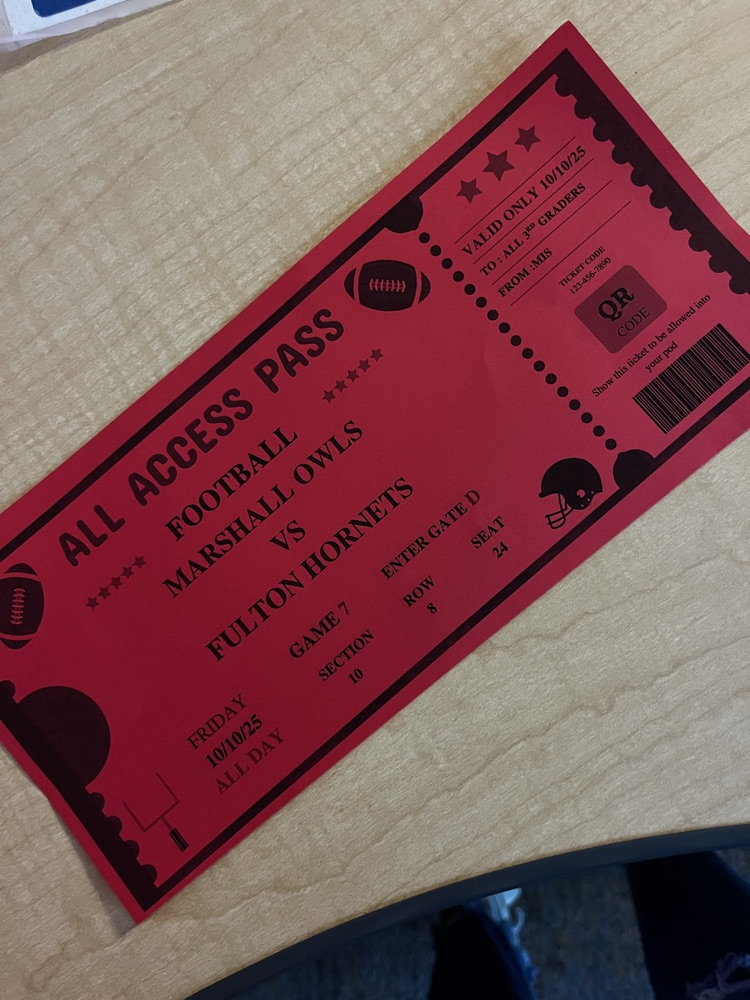 ALL ACCESS PASS
FOOTBALL
MARSHALL OWLS
VS
FULTON HORNETS
GAME 7
ENTER GATE D
SECTION
10
ROW
8
SEAT
24
FRIDAY
10/10/25
ALL DAY
VALID ONLY 10/10/25
TO : ALL 3RD GRADERS
FROM :MIS
TICKET CODE
123-456-7890
QR
CODE
Show this ticket to be allowed into
your pod